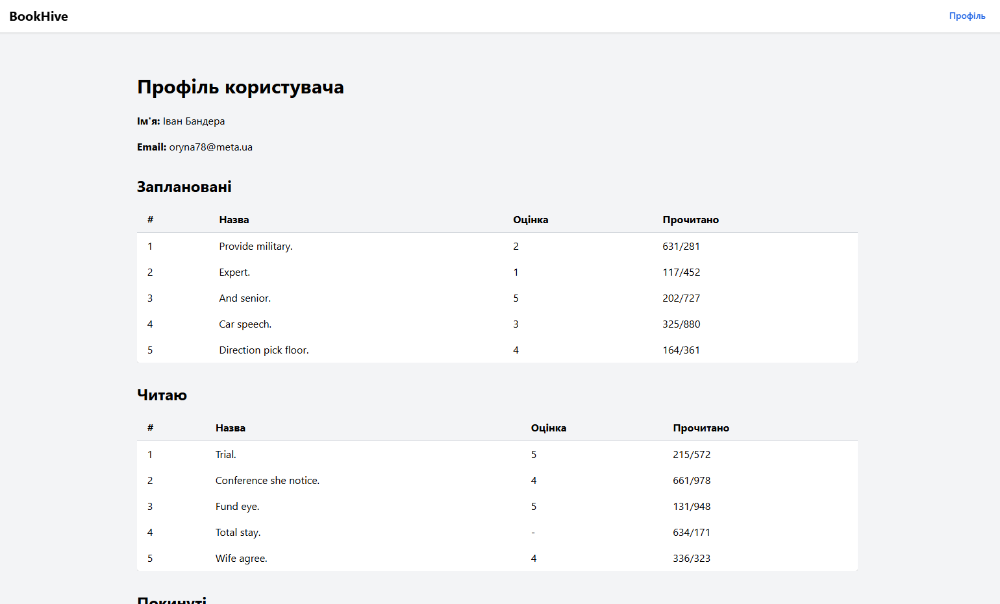 BookHive
Профіль
Профіль користувача
Ім'я: Іван Бандера
Email: oryna78@meta.ua
Заплановані
# Назва Оцінка Прочитано
1 Provide military. 2 631/281
2 Expert. 1 117/452
3 And senior. 5 202/727
4 Car speech. 3 325/880
5 Direction pick floor. 4 164/361
Читаю
# Назва Оцінка Прочитано
1 Trial. 5 215/572
2 Conference she notice. 4 661/978
3 Fund eye. 5 131/948
4 Total stay. - 634/171
5 Wife agree. 4 336/323
Покинуті